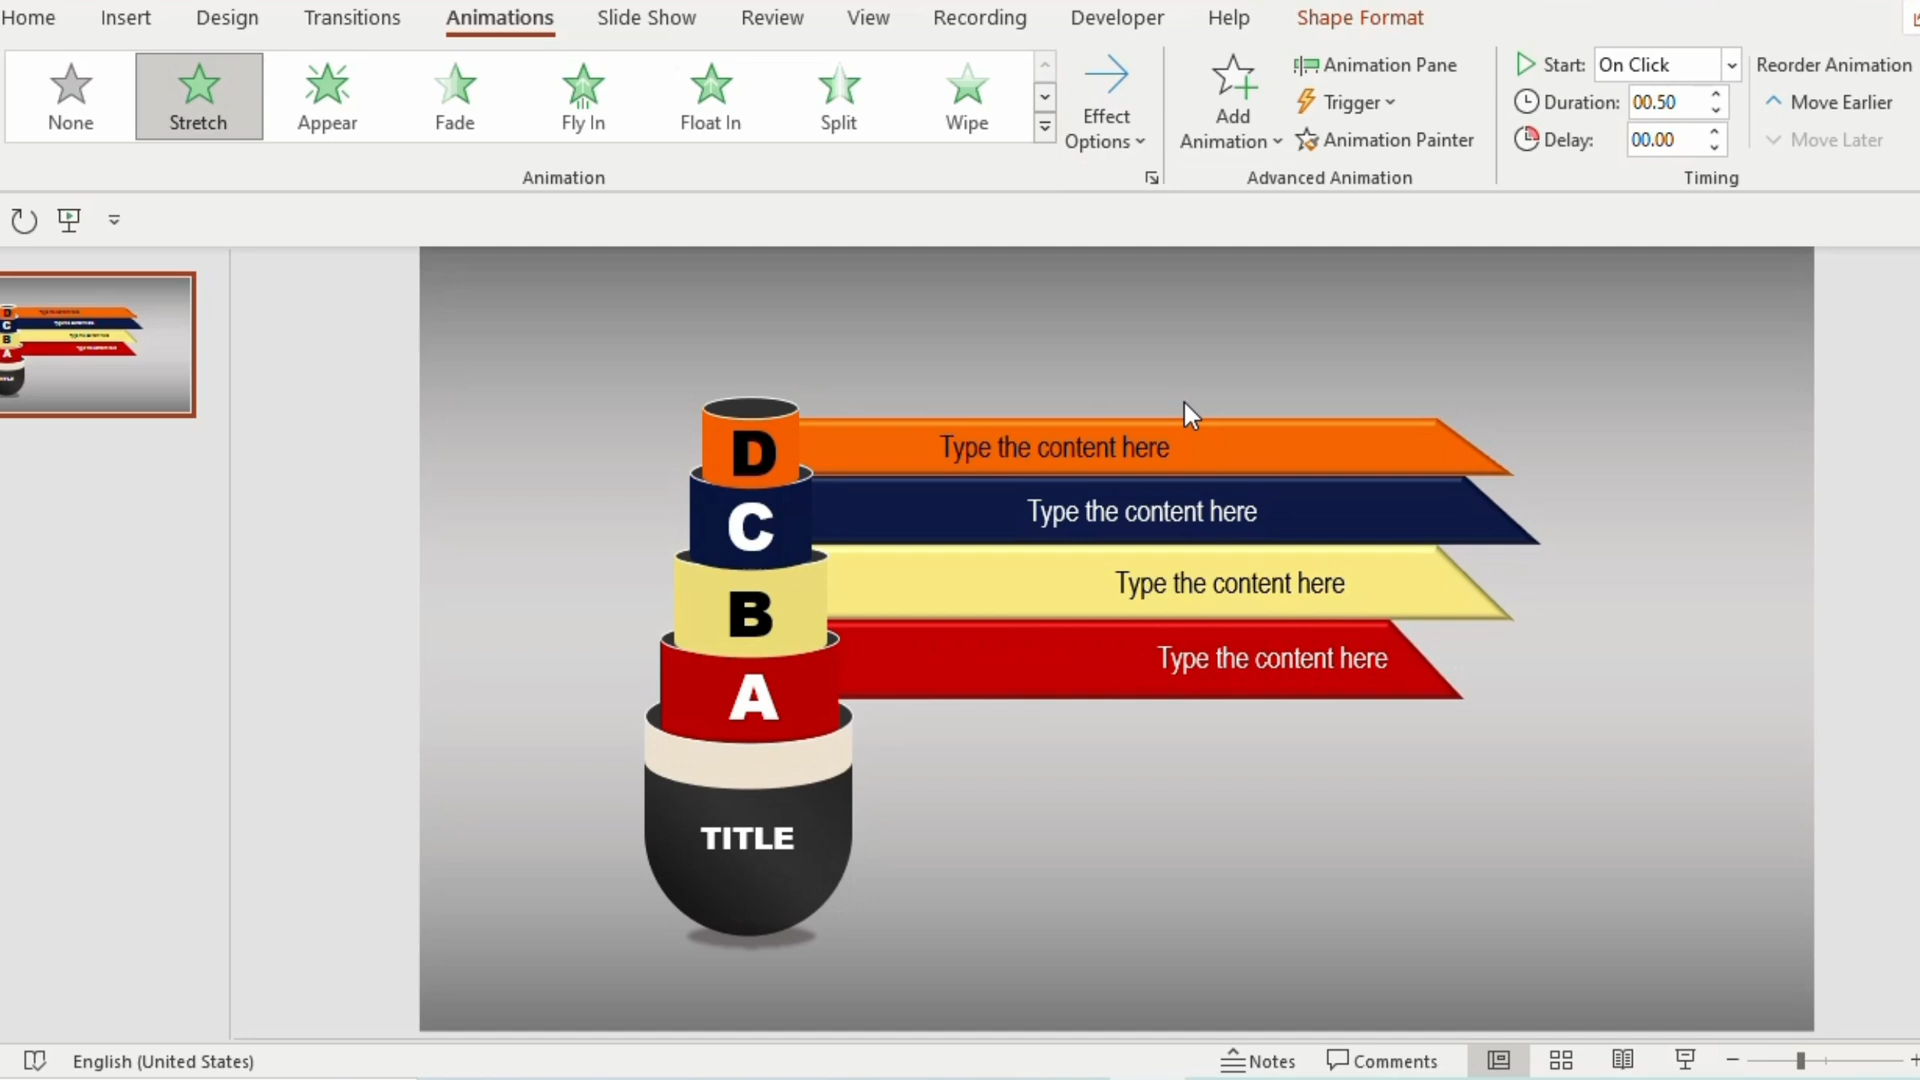 Home Insert Design Transitions Animations Slide Show Review View Recording Developer Help Shape Format
None Stretch Appear Fade Fly In Float In Split Wipe
Effect Options
Add Animation
Animation Pane
Trigger
Animation Painter
Start: On Click
Duration: 00.50
Delay: 00.00
Reorder Animation
Move Earlier
Move Later
Animation Advanced Animation Timing
D Type the content here
C Type the content here
B Type the content here
A Type the content here
TITLE
English (United States) Notes Comments